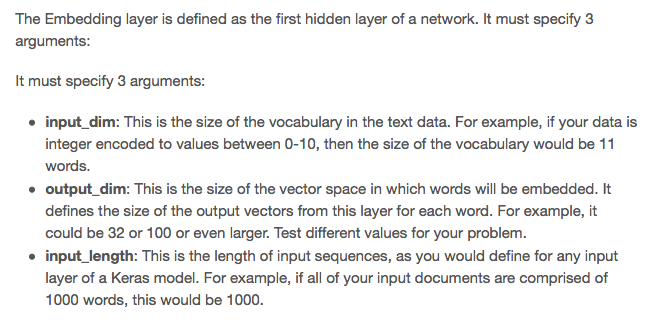 The Embedding layer is defined as the first hidden layer of a network. It must specify 3
arguments:
It must specify 3 arguments:
• input_dim: This is the size of the vocabulary in the text data. For example, if your data is
integer encoded to values between 0-10, then the size of the vocabulary would be 11
words.
• output_dim: This is the size of the vector space in which words will be embedded. It
defines the size of the output vectors from this layer for each word. For example, it
could be 32 or 100 or even larger. Test different values for your problem.
• input_length: This is the length of input sequences, as you would define for any input
layer of a Keras model. For example, if all of your input documents are comprised of
1000 words, this would be 1000.